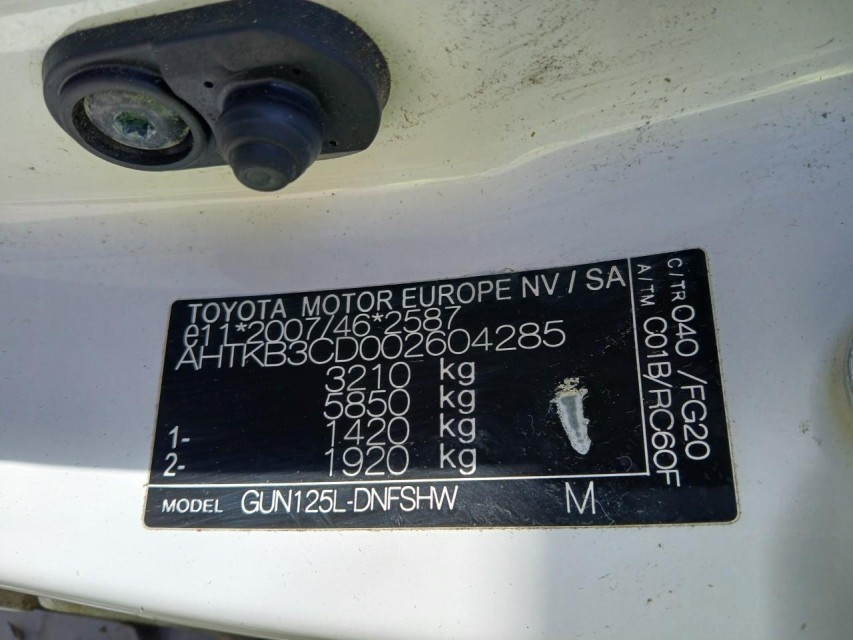 TOYOTA MOTOR EUROPE NV / SA
e11*2007/46*2587
AHTKB3CD002604285
3210 kg
5850 kg
1- 1420 kg
2- 1920 kg
MODEL GUN125L-DNFSHW M
C/TR 040 /FG20
A/TM C01B/RC60F